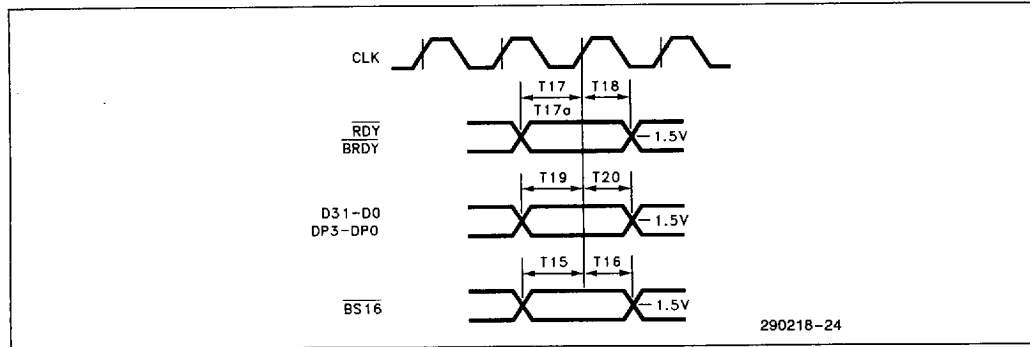 CLK
T17 T18
T17a
RDY
BRDY
1.5V
T19 T20
D31-D0
DP3-DP0
1.5V
T15 T16
BS16
1.5V
290218-24